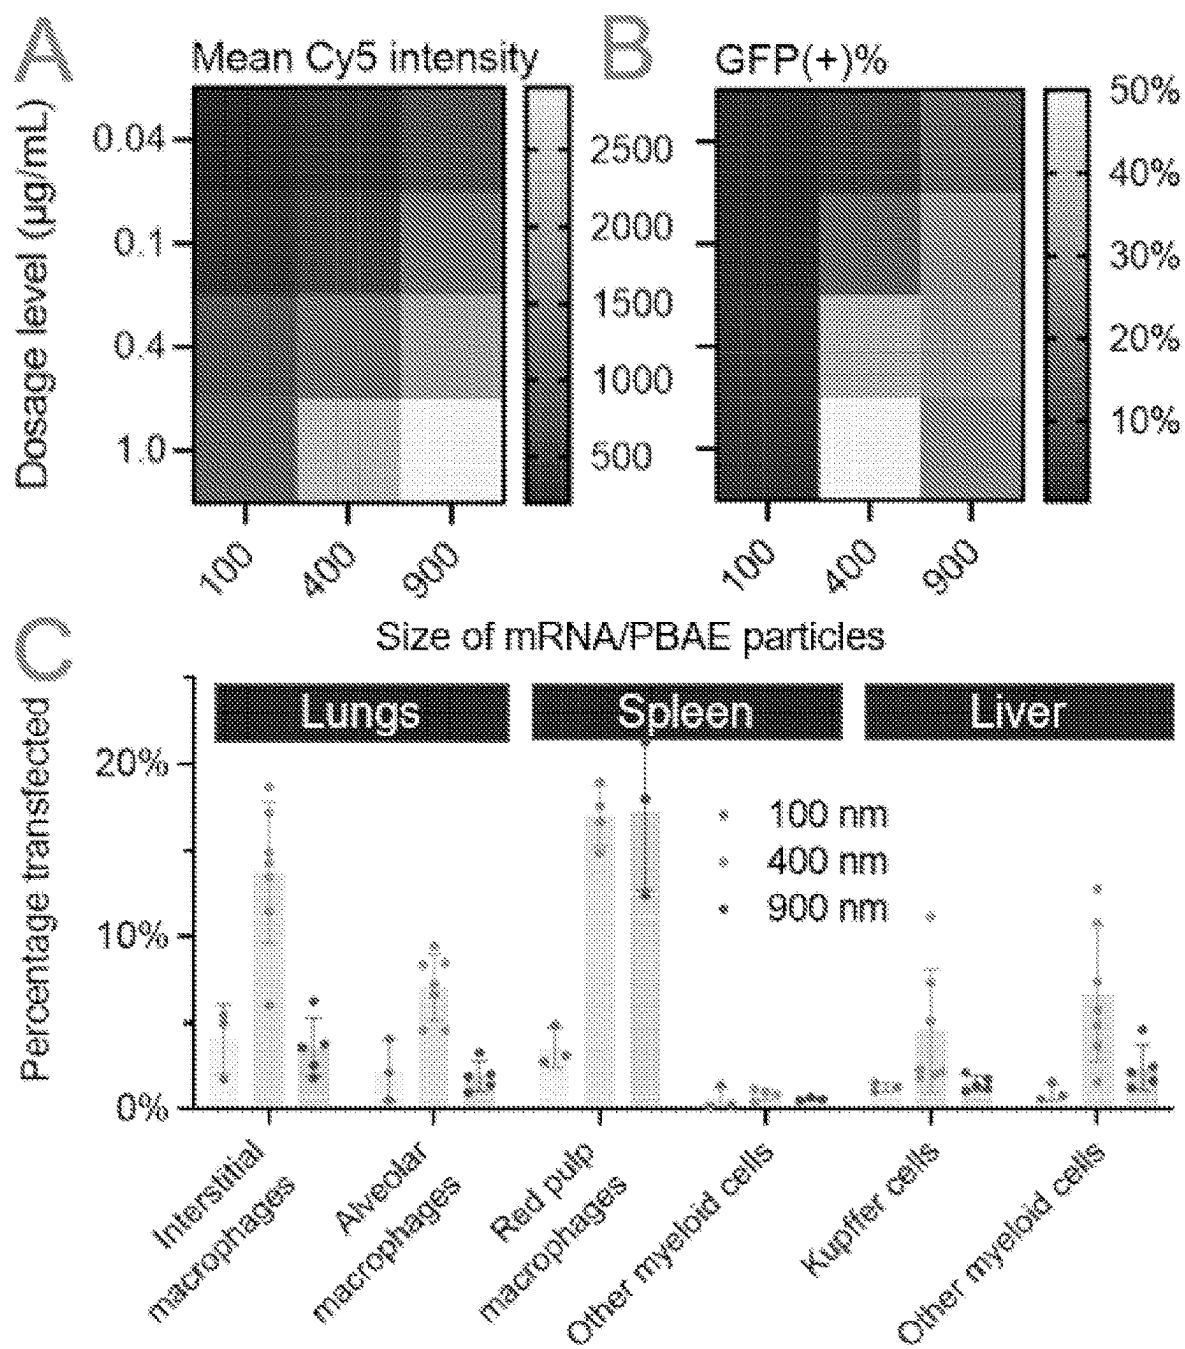 A
Mean Cy5 intensity
Dosage level (µg/mL)
0.04
0.1
0.4
1.0
100
400
900
2500
2000
1500
1000
500
B
GFP(+)%
50%
40%
30%
20%
10%
100
400
900
Size of mRNA/PBAE particles
C
Percentage transfected
20%
10%
0%
Lungs
Spleen
Liver
100 nm
400 nm
900 nm
Interstitial
macrophages
Alveolar
macrophages
Red pulp
macrophages
Other myeloid cells
Kupffer cells
Other myeloid cells